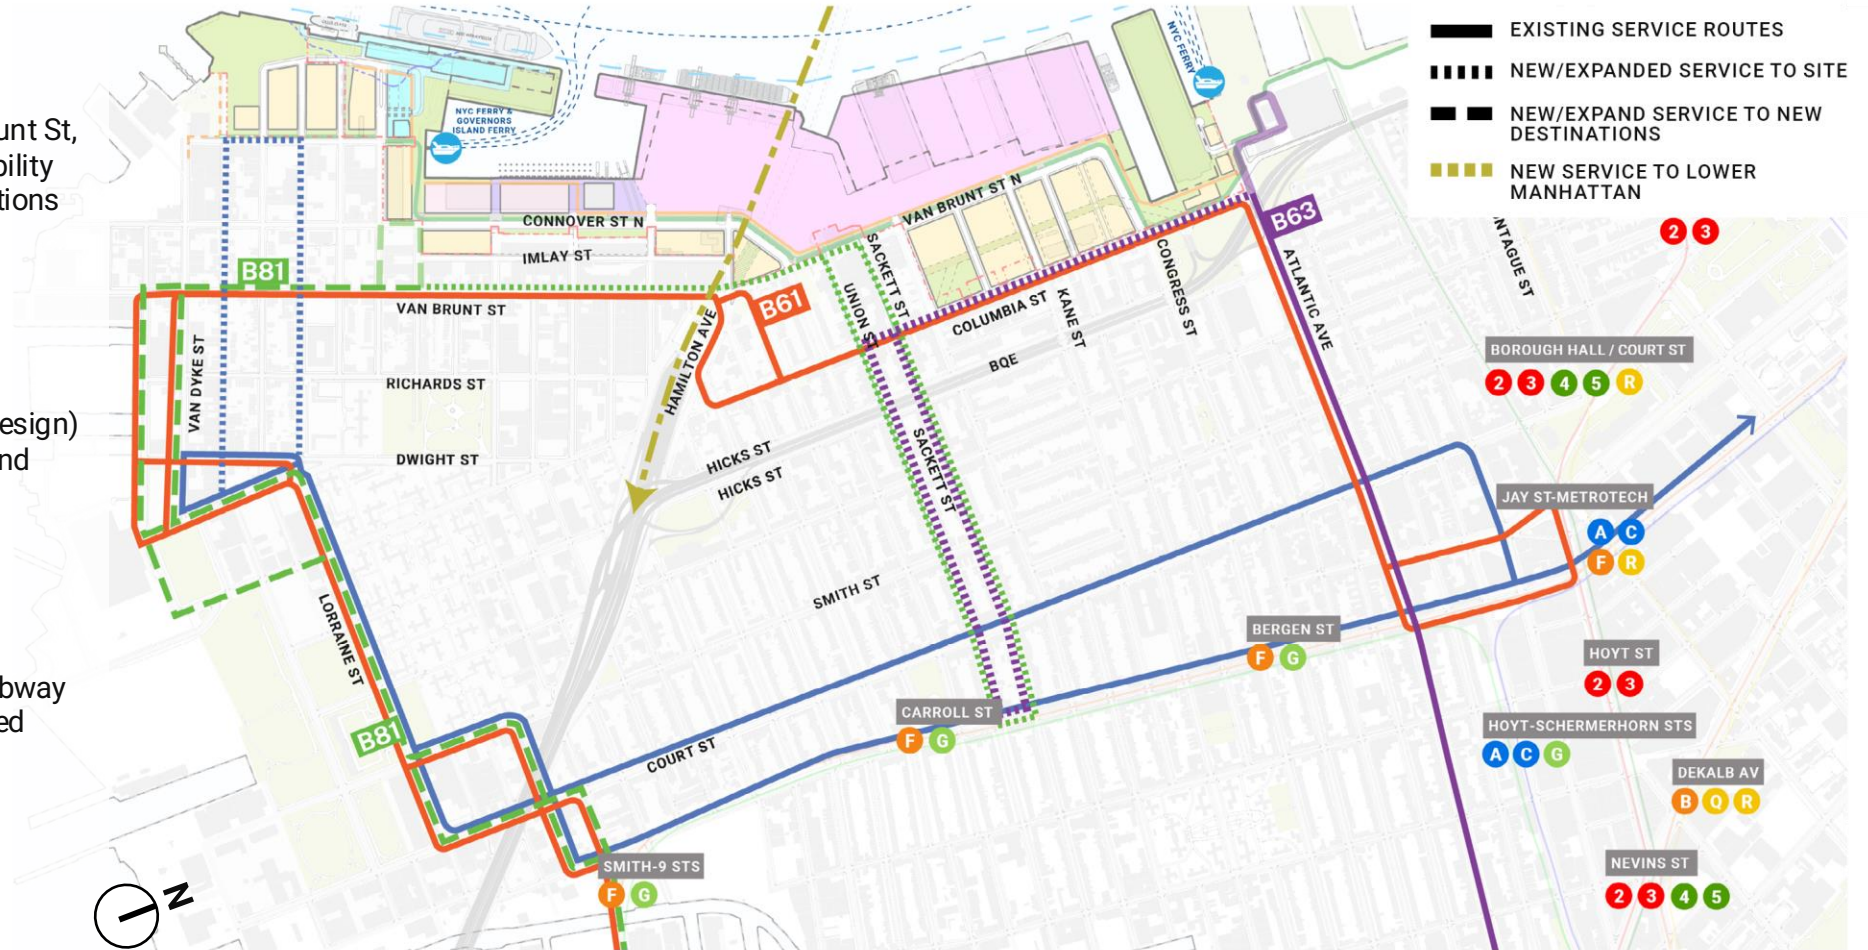 unt St,
bility
tions
esign)
nd
bway
ed
EXISTING SERVICE ROUTES
NEW/EXPANDED SERVICE TO SITE
NEW/EXPAND SERVICE TO NEW
DESTINATIONS
NEW SERVICE TO LOWER
MANHATTAN
NYC FERRY
NYC FERRY &
GOVERNORS
ISLAND FERRY
CONNOVER ST N
VAN BRUNT ST N
IMLAY ST
B81
B61
B63
VAN BRUNT ST
SACKETT ST
UNION ST
COLUMBIA ST
KANE ST
CONGRESS ST
ATLANTIC AVE
NTAGUE ST
2 3
HAMILTON AVE
VAN DYKE ST
RICHARDS ST
BQE
BOROUGH HALL / COURT ST
2 3 4 5 R
DWIGHT ST
HICKS ST
HICKS ST
SACKETT ST
JAY ST-METROTECH
A C
F R
SMITH ST
LORRAINE ST
BERGEN ST
F G
HOYT ST
2 3
CARROLL ST
F G
HOYT-SCHERMERHORN STS
A C G
B81
COURT ST
DEKALB AV
B Q R
SMITH-9 STS
F G
NEVINS ST
2 3 4 5
N